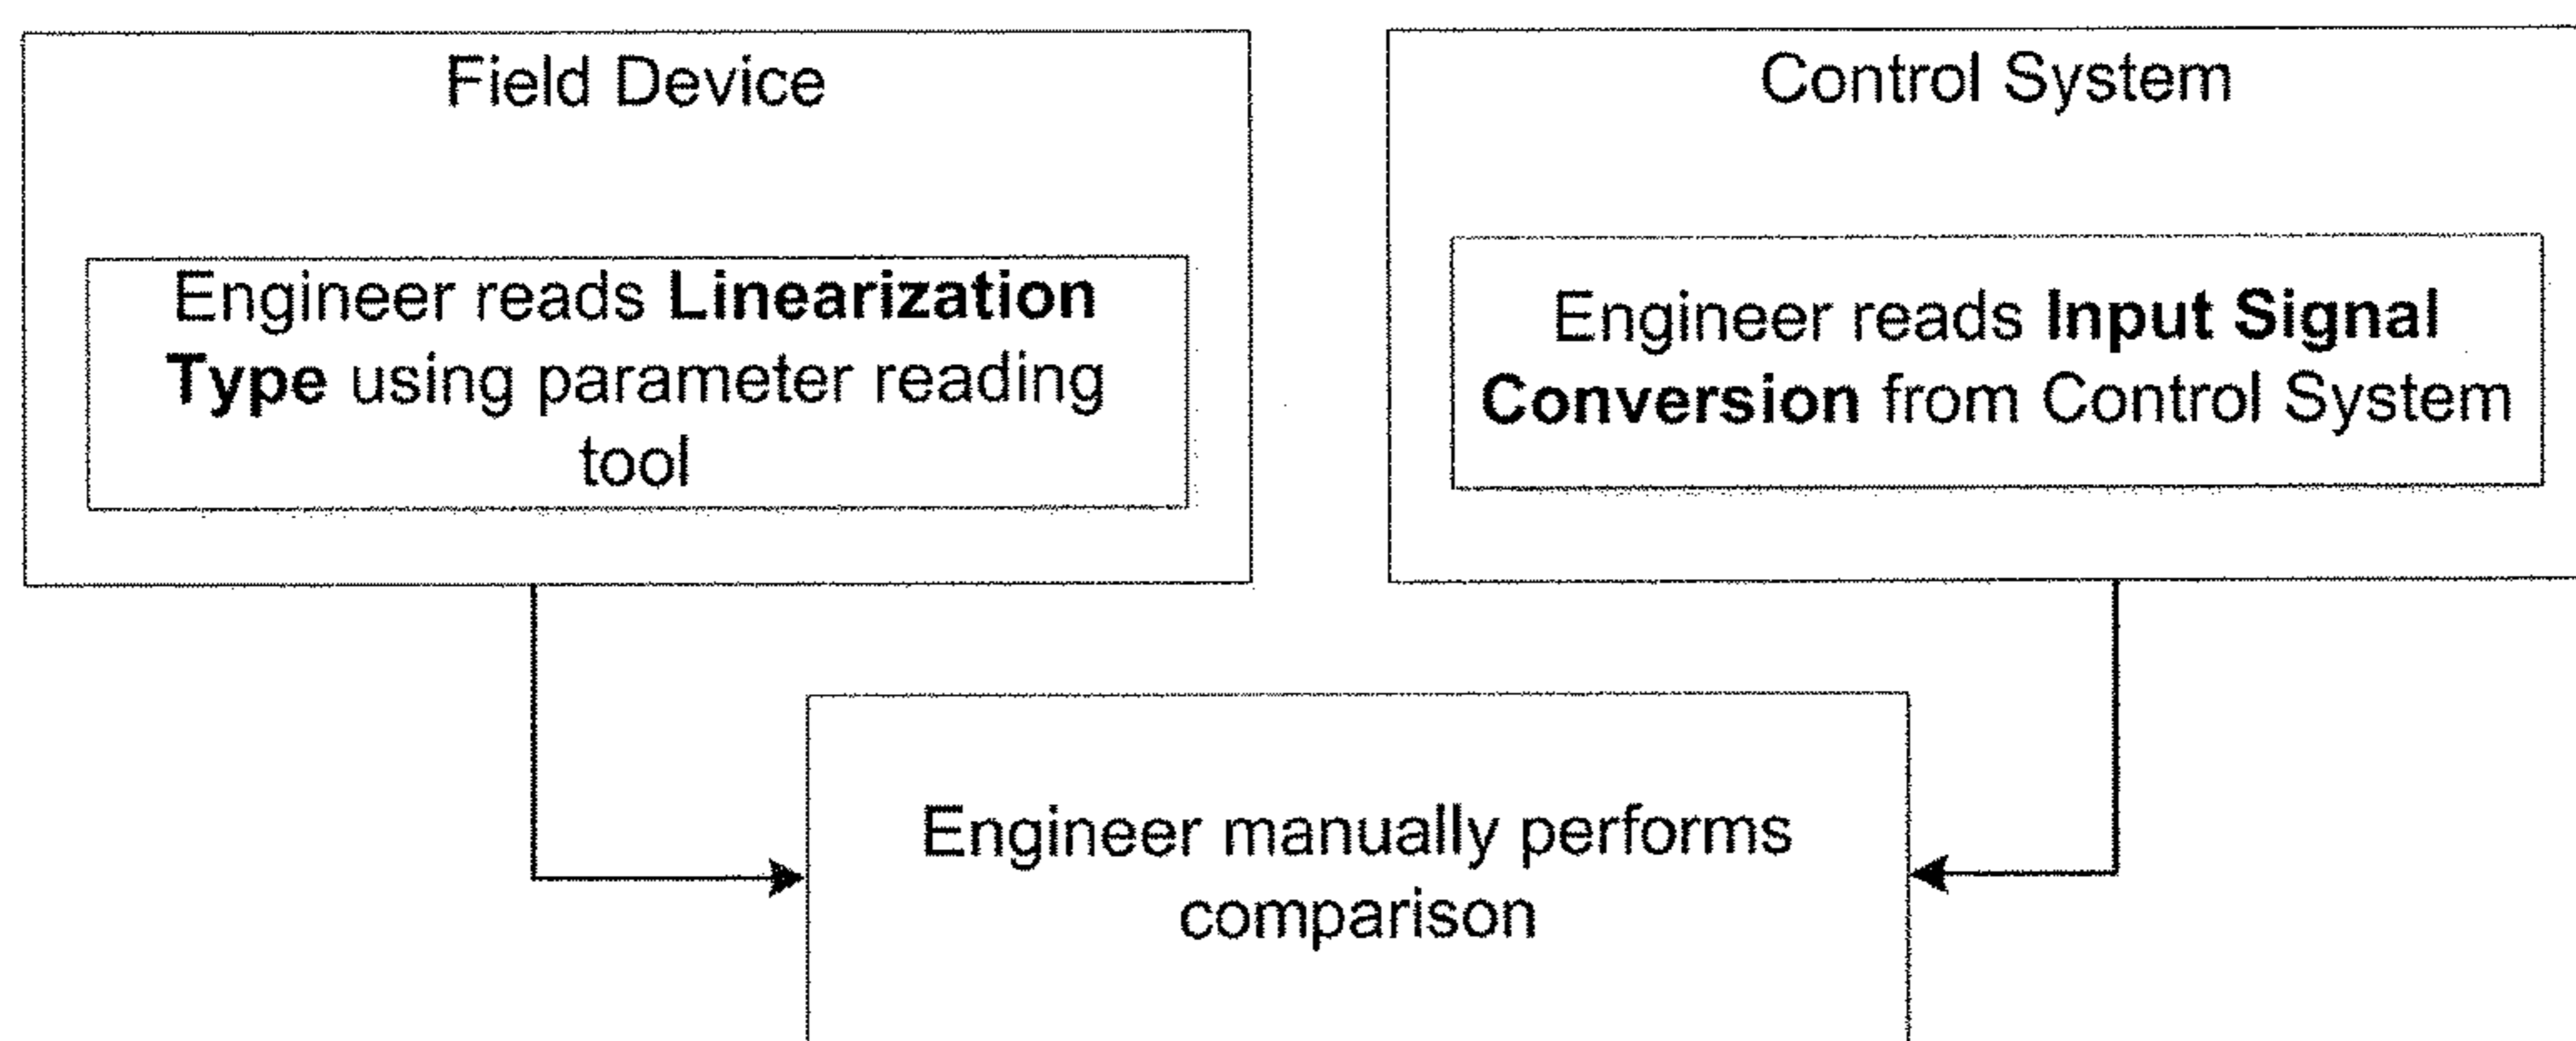 Field Device
Engineer reads Linearization
Type using parameter reading
tool
Control System
Engineer reads Input Signal
Conversion from Control System
Engineer manually performs
comparison